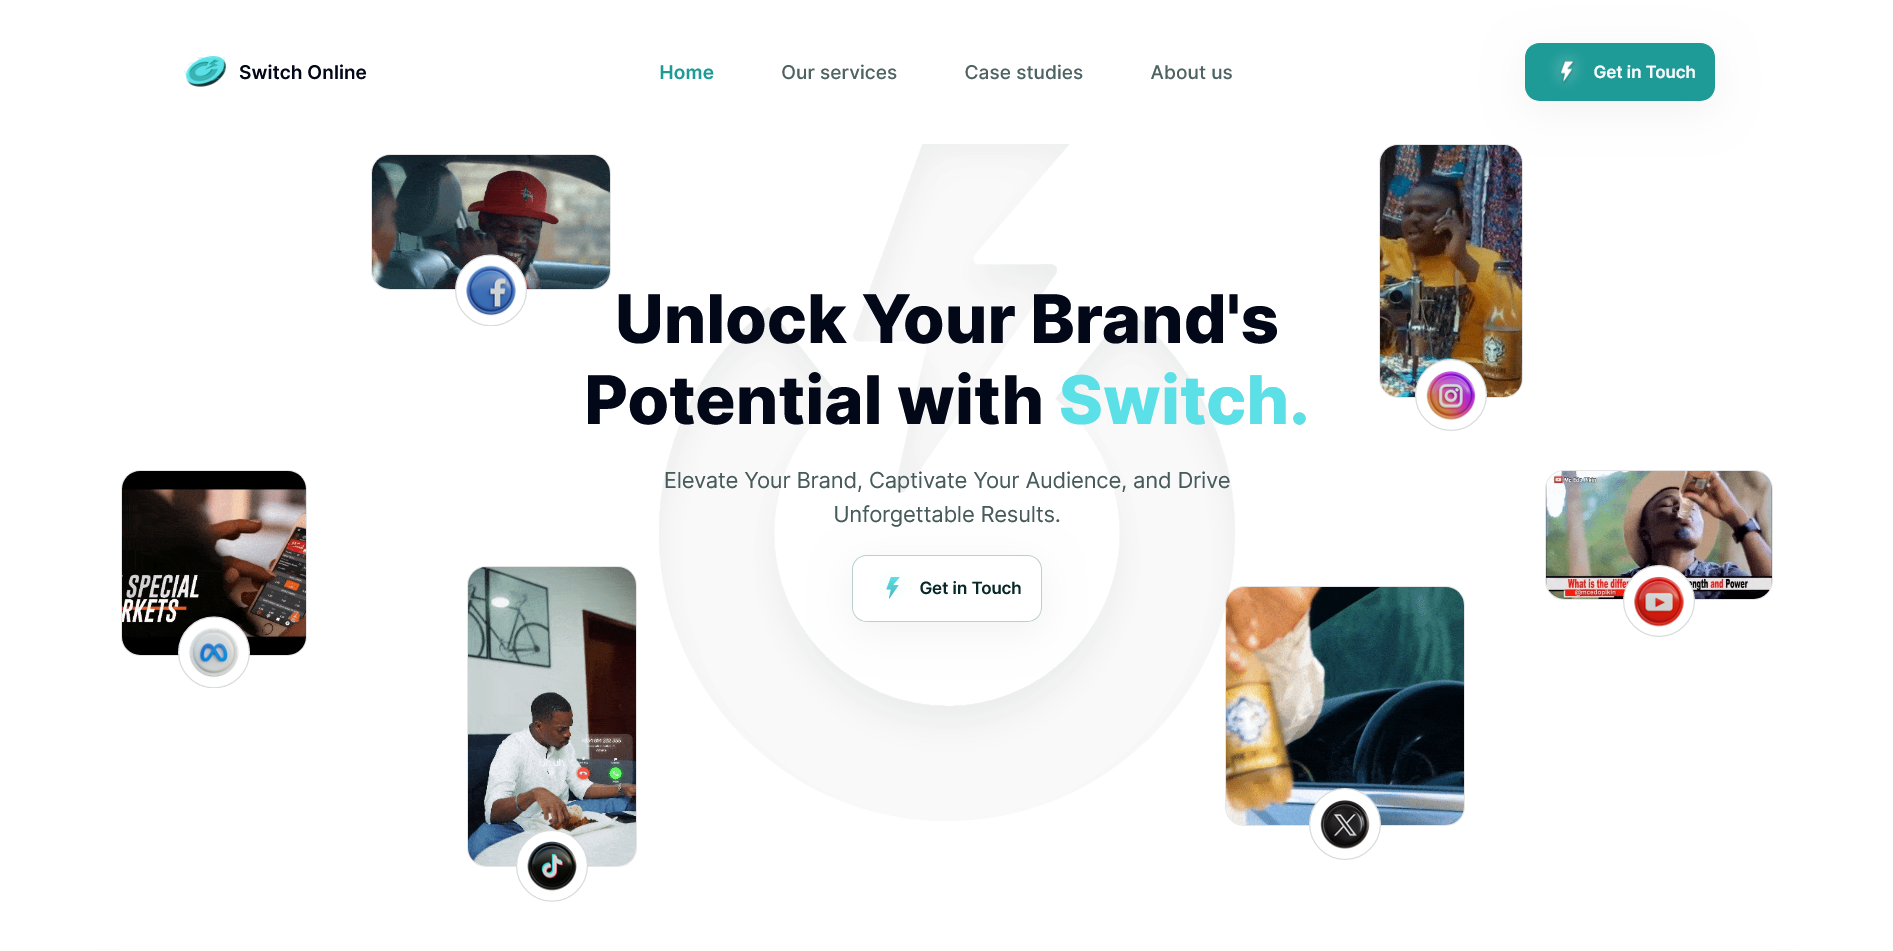 Switch Online
Home
Our services
Case studies
About us
Get in Touch
Unlock Your Brand's
Potential with Switch.
Elevate Your Brand, Captivate Your Audience, and Drive
Unforgettable Results.
Get in Touch
SPECIAL
RKETS
What is the differ
ngth and Power
@mcedopikin